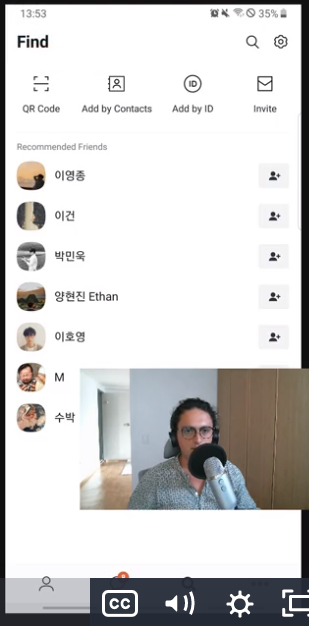 13:53 35%
Find
QR Code Add by Contacts Add by ID Invite
Recommended Friends
이영종
이건
박민욱
양현진 Ethan
이호영
M
수박
CC